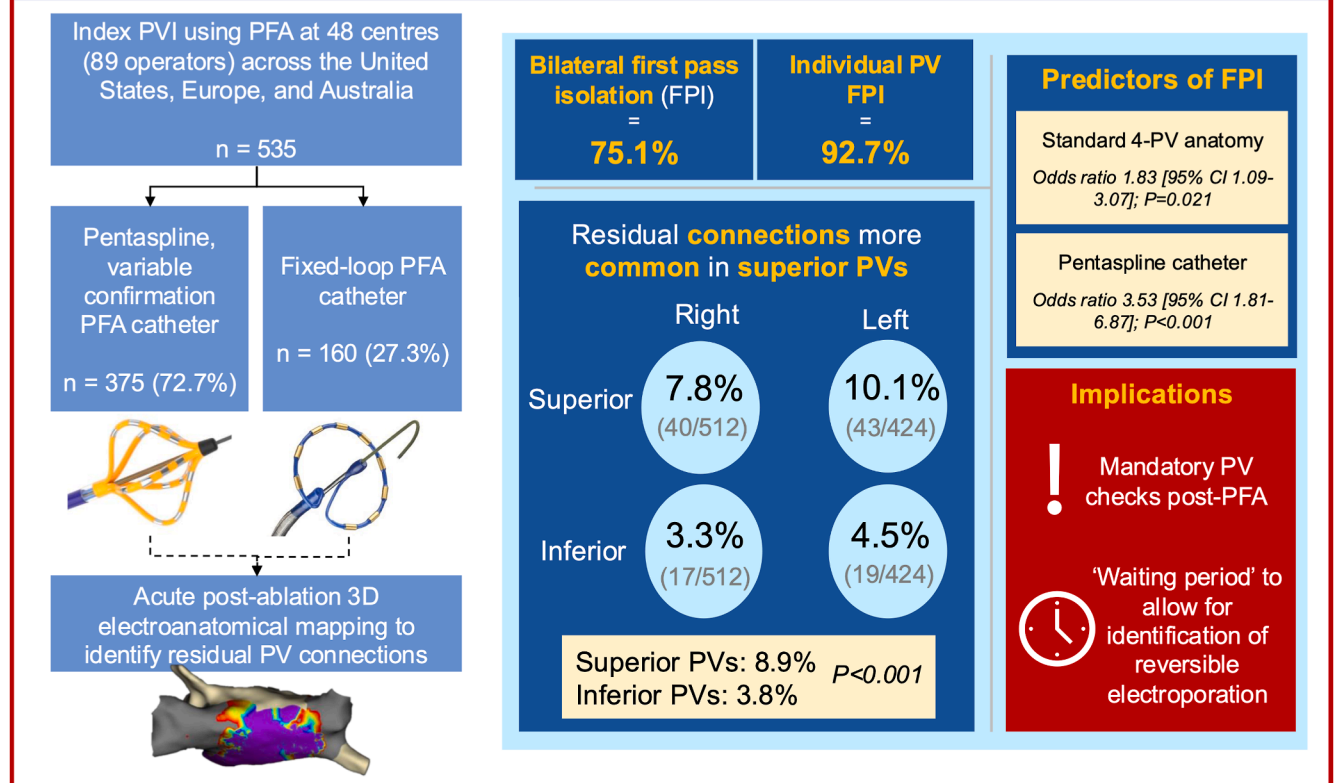 Index PVI using PFA at 48 centres
(89 operators) across the United
States, Europe, and Australia
n = 535
Pentaspline,
variable
confirmation
PFA catheter
n = 375 (72.7%)
Fixed-loop PFA
catheter
n = 160 (27.3%)
Acute post-ablation 3D
electroanatomical mapping to
identify residual PV connections
Bilateral first pass
isolation (FPI)
=
75.1%
Individual PV
FPI
=
92.7%
Residual connections more
common in superior PVs
Right
Left
Superior
7.8%
(40/512)
10.1%
(43/424)
Inferior
3.3%
(17/512)
4.5%
(19/424)
Superior PVs: 8.9%
Inferior PVs: 3.8%
P<0.001
Predictors of FPI
Standard 4-PV anatomy
Odds ratio 1.83 [95% CI 1.09-
3.07]; P=0.021
Pentaspline catheter
Odds ratio 3.53 [95% CI 1.81-
6.87]; P<0.001
Implications
!
Mandatory PV
checks post-PFA
‘Waiting period’ to
allow for
identification of
reversible
electroporation